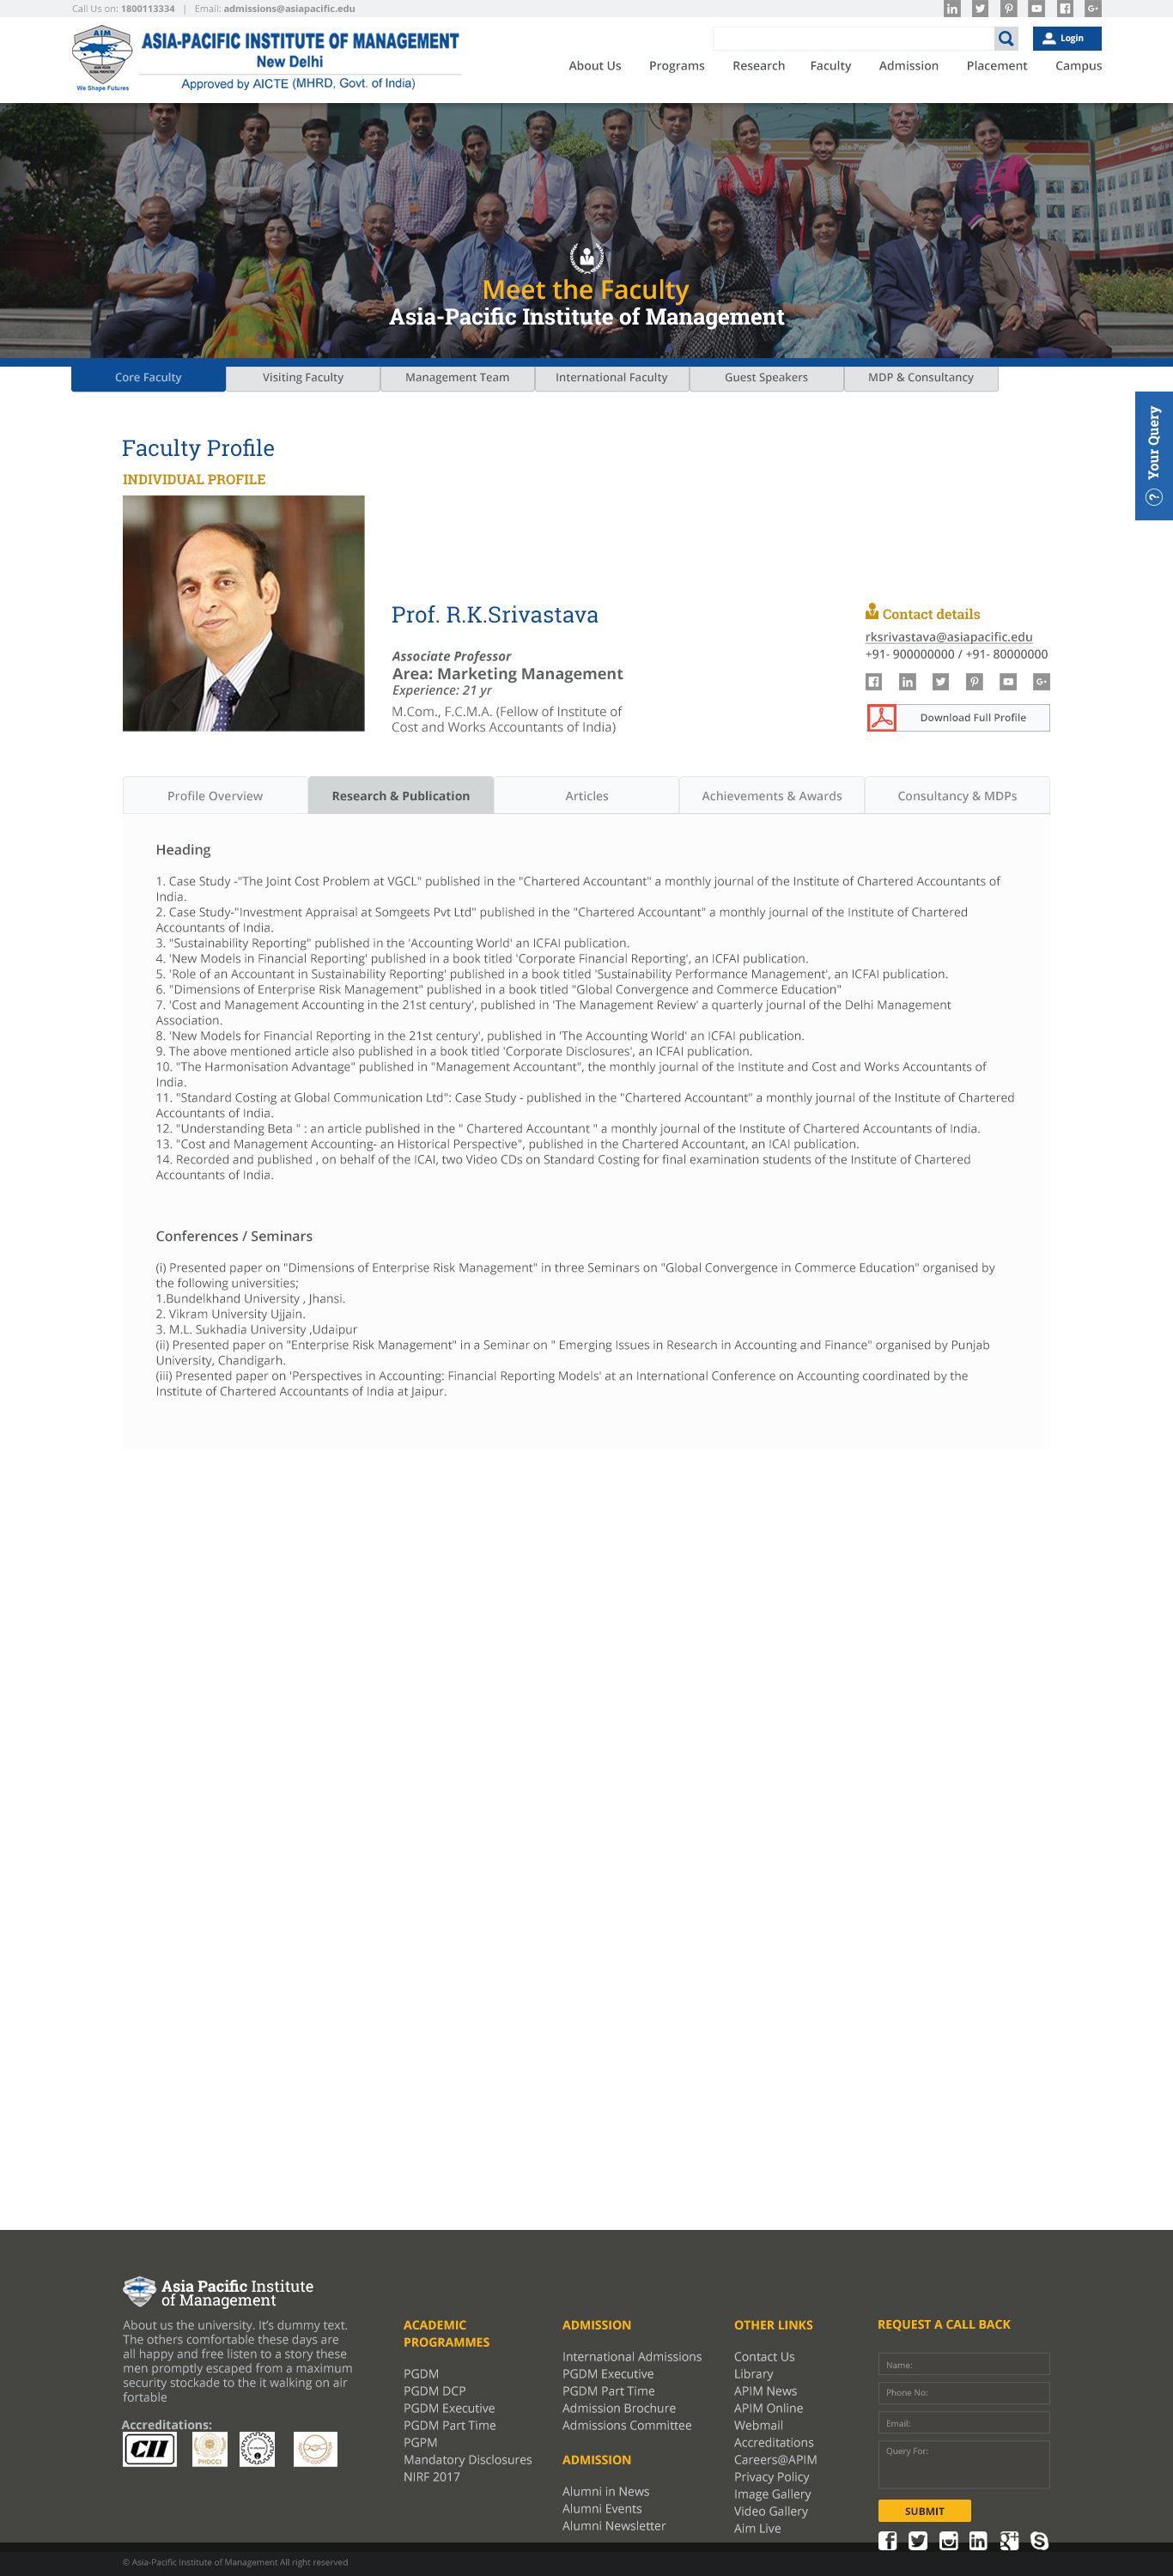 Call Us on: 1800113334 | Email: admissions@asiapacific.edu
AIM
ASIA-PACIFIC INSTITUTE OF MANAGEMENT
New Delhi
We Shape Futures
Approved by AICTE (MHRD, Govt. of India)
Login
About Us Programs Research Faculty Admission Placement Campus
Meet the Faculty
Asia-Pacific Institute of Management
Core Faculty Visiting Faculty Management Team International Faculty Guest Speakers MDP & Consultancy
Your Query
Faculty Profile
INDIVIDUAL PROFILE
Prof. R.K.Srivastava
Associate Professor
Area: Marketing Management
Experience: 21 yr
M.Com., F.C.M.A. (Fellow of Institute of
Cost and Works Accountants of India)
Contact details
rksrivastava@asiapacific.edu
+91- 900000000 / +91- 80000000
Download Full Profile
Profile Overview Research & Publication Articles Achievements & Awards Consultancy & MDPs
Heading
1. Case Study -"The Joint Cost Problem at VGCL" published in the "Chartered Accountant" a monthly journal of the Institute of Chartered Accountants of
India.
2. Case Study-"Investment Appraisal at Somgeets Pvt Ltd" published in the "Chartered Accountant" a monthly journal of the Institute of Chartered
Accountants of India.
3. "Sustainability Reporting" published in the 'Accounting World' an ICFAI publication.
4. 'New Models in Financial Reporting' published in a book titled 'Corporate Financial Reporting', an ICFAI publication.
5. 'Role of an Accountant in Sustainability Reporting' published in a book titled 'Sustainability Performance Management', an ICFAI publication.
6. "Dimensions of Enterprise Risk Management" published in a book titled "Global Convergence and Commerce Education"
7. 'Cost and Management Accounting in the 21st century', published in 'The Management Review' a quarterly journal of the Delhi Management
Association.
8. 'New Models for Financial Reporting in the 21st century', published in 'The Accounting World' an ICFAI publication.
9. The above mentioned article also published in a book titled 'Corporate Disclosures', an ICFAI publication.
10. "The Harmonisation Advantage" published in "Management Accountant", the monthly journal of the Institute and Cost and Works Accountants of
India.
11. "Standard Costing at Global Communication Ltd": Case Study - published in the "Chartered Accountant" a monthly journal of the Institute of Chartered
Accountants of India.
12. "Understanding Beta " : an article published in the " Chartered Accountant " a monthly journal of the Institute of Chartered Accountants of India.
13. "Cost and Management Accounting- an Historical Perspective", published in the Chartered Accountant, an ICAI publication.
14. Recorded and published , on behalf of the ICAI, two Video CDs on Standard Costing for final examination students of the Institute of Chartered
Accountants of India.
Conferences / Seminars
(i) Presented paper on "Dimensions of Enterprise Risk Management" in three Seminars on "Global Convergence in Commerce Education" organised by
the following universities;
1.Bundelkhand University , Jhansi.
2. Vikram University Ujjain.
3. M.L. Sukhadia University ,Udaipur
(ii) Presented paper on "Enterprise Risk Management" in a Seminar on " Emerging Issues in Research in Accounting and Finance" organised by Punjab
University, Chandigarh.
(iii) Presented paper on 'Perspectives in Accounting: Financial Reporting Models' at an International Conference on Accounting coordinated by the
Institute of Chartered Accountants of India at Jaipur.
Asia Pacific Institute
of Management
About us the university. It's dummy text.
The others comfortable these days are
all happy and free listen to a story these
men promptly escaped from a maximum
security stockade to the it walking on air
fortable
Accreditations:
CII
PHDCCI
ACADEMIC
PROGRAMMES
PGDM
PGDM DCP
PGDM Executive
PGDM Part Time
PGPM
Mandatory Disclosures
NIRF 2017
ADMISSION
International Admissions
PGDM Executive
PGDM Part Time
Admission Brochure
Admissions Committee
ADMISSION
Alumni in News
Alumni Events
Alumni Newsletter
OTHER LINKS
Contact Us
Library
APIM News
APIM Online
Webmail
Accreditations
Careers@APIM
Privacy Policy
Image Gallery
Video Gallery
Aim Live
REQUEST A CALL BACK
Name:
Phone No:
Email:
Query For:
SUBMIT
© Asia-Pacific Institute of Management All right reserved